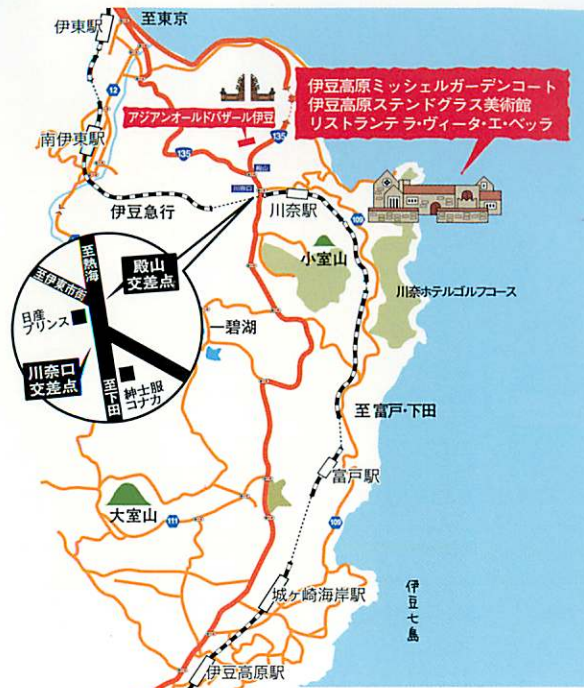 伊東駅
至東京
伊豆高原ミッシェルガーデンコート
伊豆高原ステンドグラス美術館
リストランテ ラ・ヴィータ・エ・ベッラ
12
アジアンオールドバザール伊豆
135
135
南伊東駅
殿山
川奈口
伊豆急行
川奈駅
109
小室山
川奈ホテルゴルフコース
至熱海
殿山
交差点
至伊東市街
日産
プリンス
一碧湖
川奈口
交差点
至下田
紳士服
コナカ
至 富戸・下田
富戸駅
大室山
111
109
城ヶ崎海岸駅
伊豆七島
伊豆高原駅